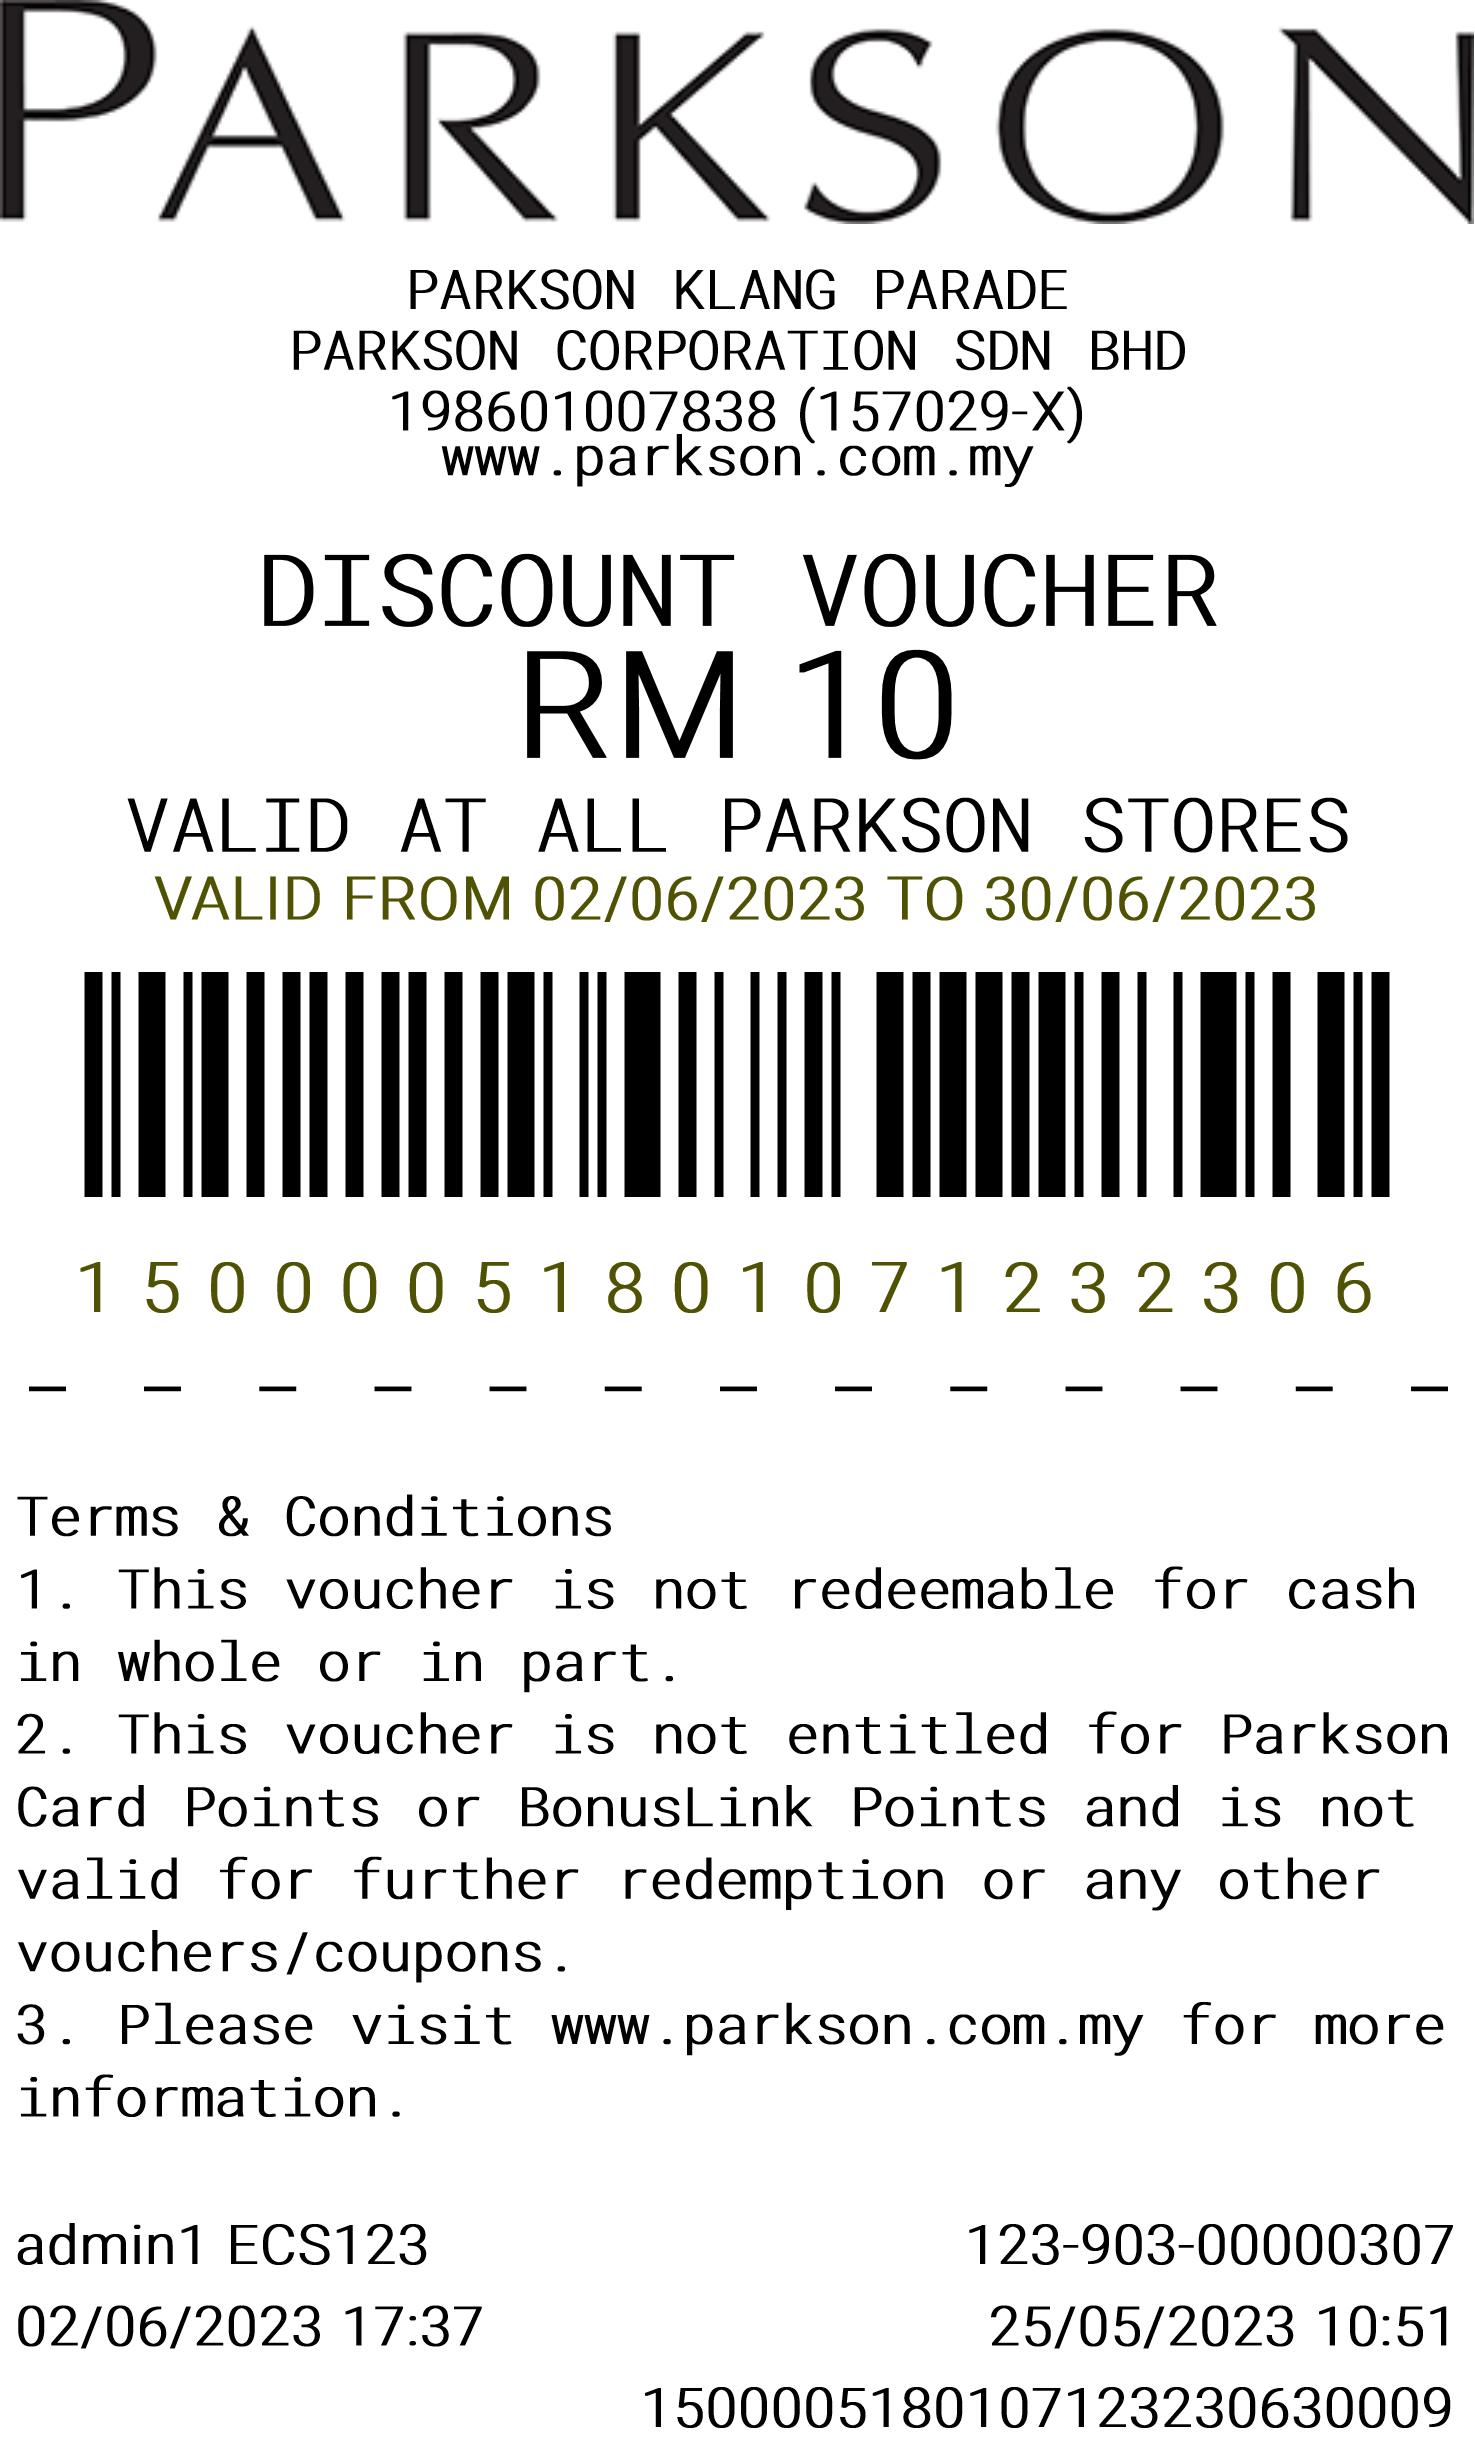 PARKSON
PARKSON KLANG PARADE
PARKSON CORPORATION SDN BHD
198601007838 (157029-X)
www.parkson.com.my
DISCOUNT VOUCHER
RM 10
VALID AT ALL PARKSON STORES
VALID FROM 02/06/2023 TO 30/06/2023
1 5 0 0 0 0 5 1 8 0 1 0 7 1 2 3 2 3 0 6
– – – – – – – – – – – – –
Terms & Conditions
1. This voucher is not redeemable for cash
in whole or in part.
2. This voucher is not entitled for Parkson
Card Points or BonusLink Points and is not
valid for further redemption or any other
vouchers/coupons.
3. Please visit www.parkson.com.my for more
information.
admin1 ECS123 123-903-00000307
02/06/2023 17:37 25/05/2023 10:51
1500005180107123230630009